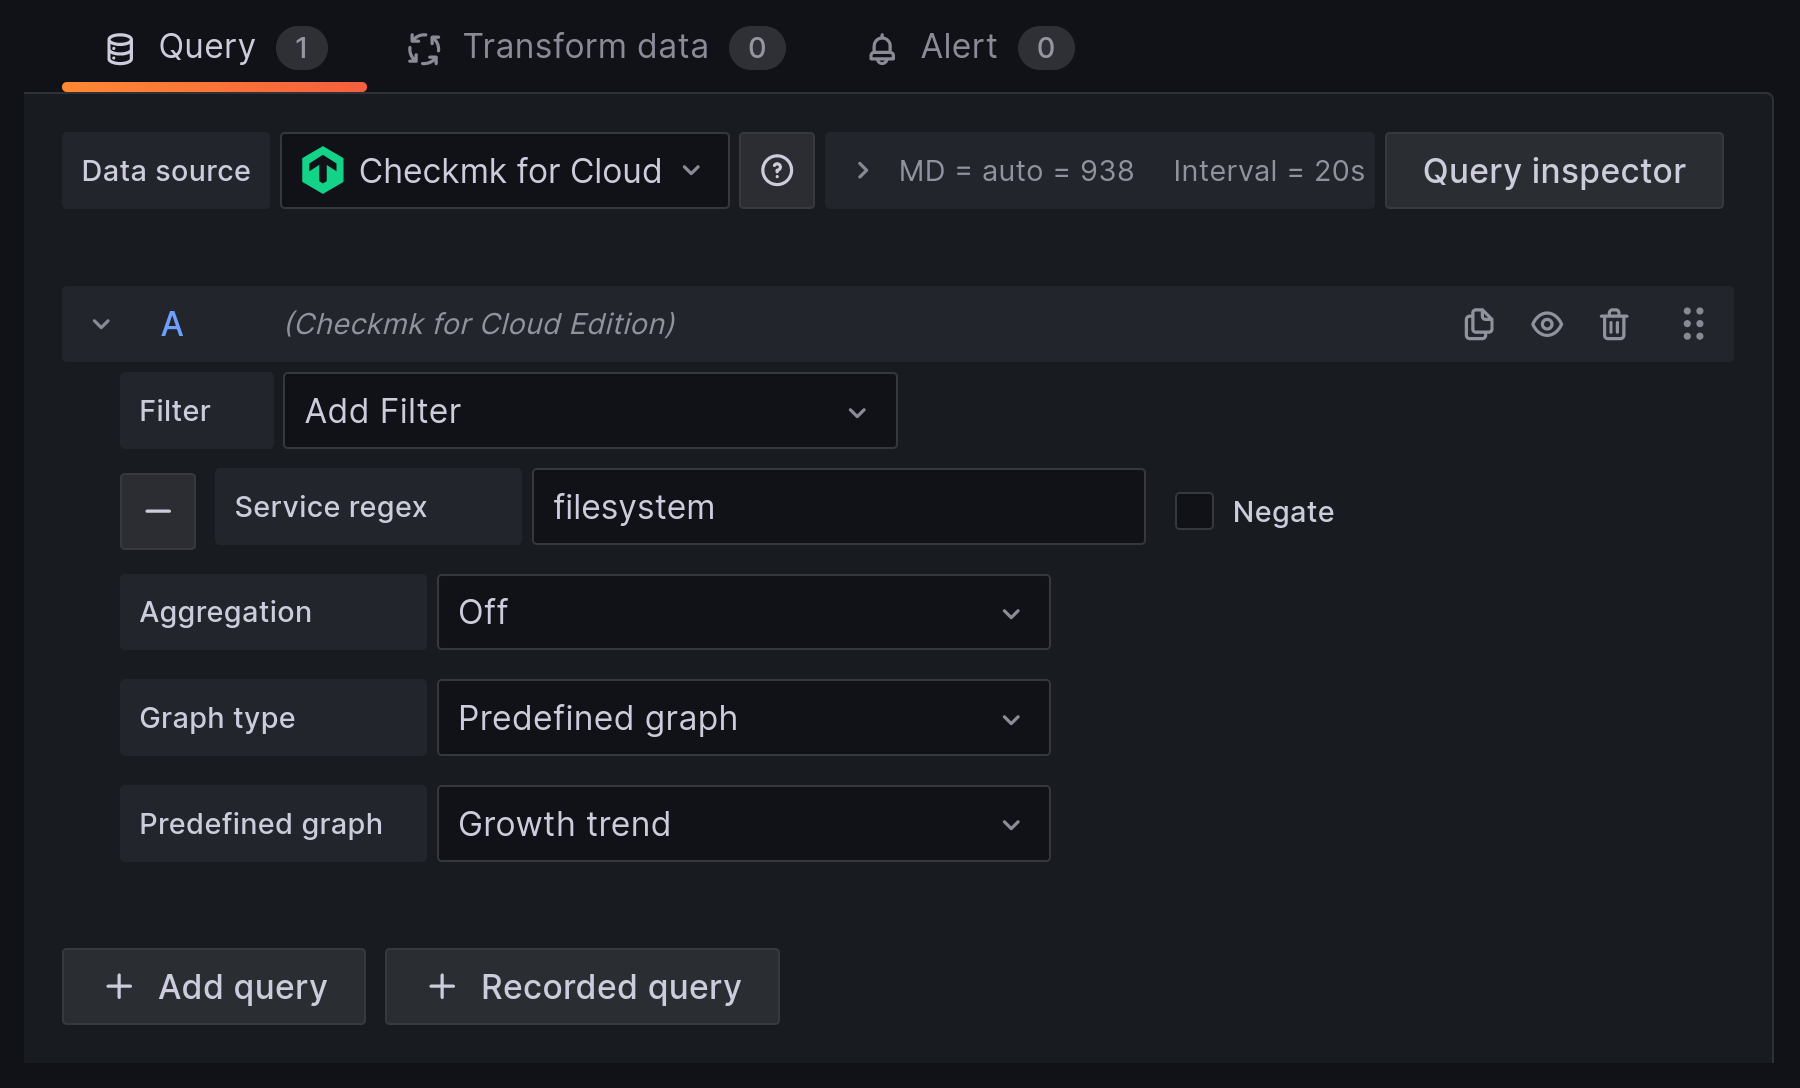 Query 1 Transform data 0 Alert 0
Data source Checkmk for Cloud MD = auto = 938 Interval = 20s Query inspector
A (Checkmk for Cloud Edition)
Filter Add Filter
Service regex filesystem Negate
Aggregation Off
Graph type Predefined graph
Predefined graph Growth trend
+ Add query + Recorded query